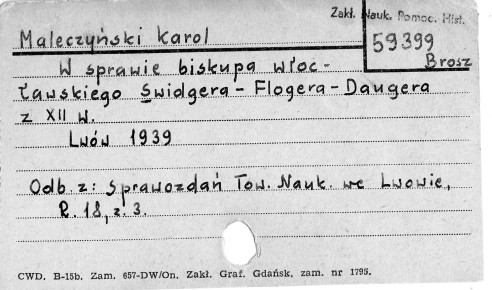 Zakł. Nauk. Pomoc. Hist.
Maleczyński Karol
59399
Brosz
W sprawie biskupa włoc-
ławskiego Swidgera - Flogera - Daugera
z XII w.
Lwów 1939
Odb. z: Sprawozdań Tow. Nauk. we Lwowie,
R. 18, z. 3.
CWD. B-15b. Zam. 657-DW/On. Zakł. Graf. Gdańsk, zam. nr 1795.